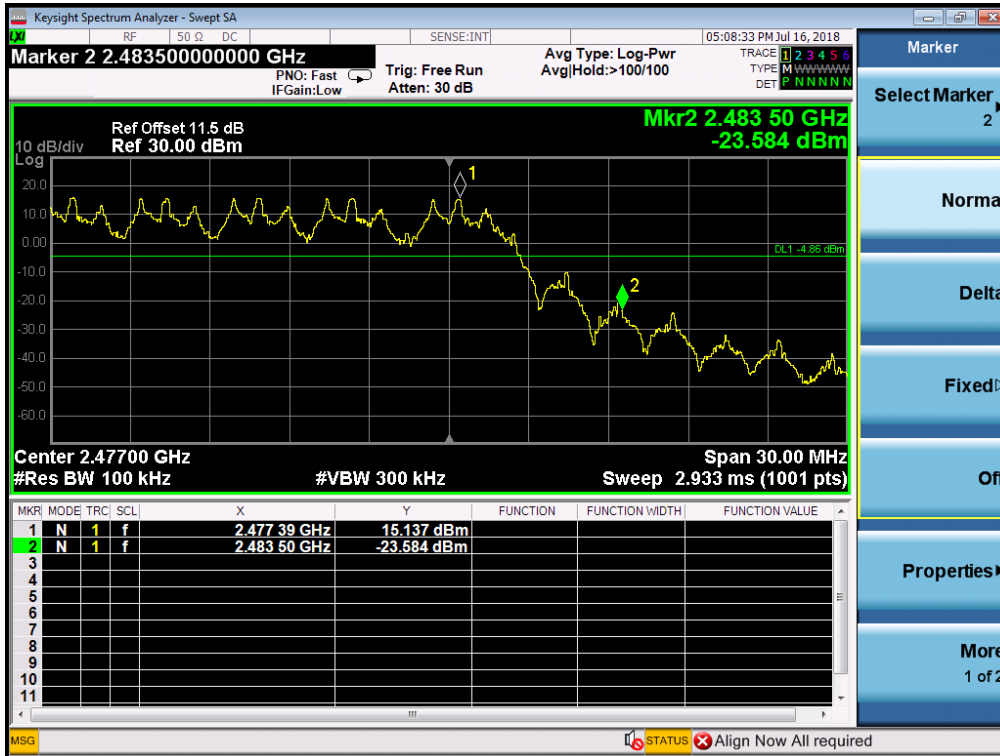 Keysight Spectrum Analyzer - Swept SA
LXI RF 50 Ω DC SENSE:INT 05:08:33 PM Jul 16, 2018
Marker 2 2.483500000000 GHz
PNO: Fast
IFGain:Low
Trig: Free Run
Atten: 30 dB
Avg Type: Log-Pwr
Avg|Hold:>100/100
TRACE 1 2 3 4 5 6
TYPE M WWWWW
DET P N N N N N
Mkr2 2.483 50 GHz
-23.584 dBm
Ref Offset 11.5 dB
10 dB/div Ref 30.00 dBm
Log
20.0
10.0
0.00
-10.0
-20.0
-30.0
-40.0
-50.0
-60.0
1
DL1 -4.86 dBm
2
Center 2.47700 GHz Span 30.00 MHz
#Res BW 100 kHz #VBW 300 kHz Sweep 2.933 ms (1001 pts)
MKR MODE TRC SCL X Y FUNCTION FUNCTION WIDTH FUNCTION VALUE
1 N 1 f 2.477 39 GHz 15.137 dBm
2 N 1 f 2.483 50 GHz -23.584 dBm
3
4
5
6
7
8
9
10
11
MSG STATUS Align Now All required
Marker
Select Marker
2
Norma
Delta
Fixed
Off
Properties
More
1 of 2